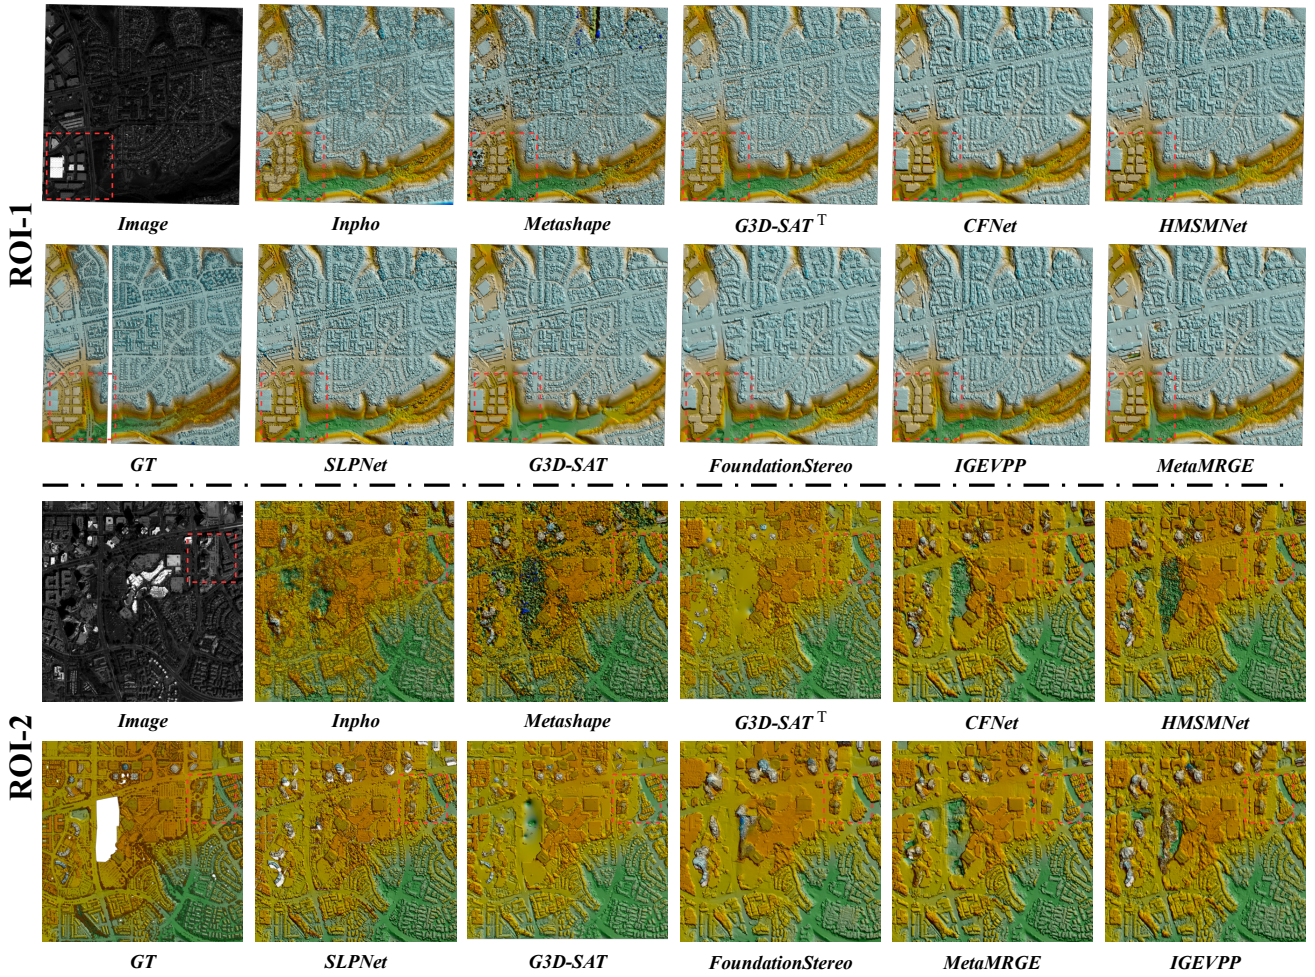 ROI-1
Image Inpho Metashape G3D-SAT T CFNet HMSMNet
GT SLPNet G3D-SAT FoundationStereo IGEVPP MetaMRGE
ROI-2
Image Inpho Metashape G3D-SAT T CFNet HMSMNet
GT SLPNet G3D-SAT FoundationStereo MetaMRGE IGEVPP